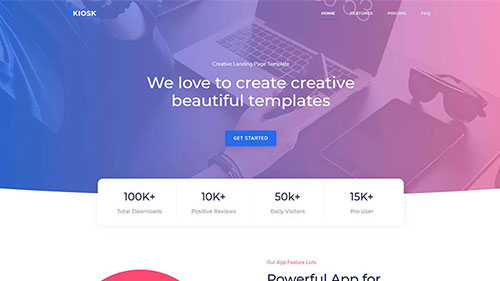 KIOSK
HOME FEATURES PRICING FAQ
Creative Landing Page Template
We love to create creative
beautiful templates
GET STARTED
100K+ 10K+ 50k+ 15K+
Total Downloads Positive Reviews Daily Visitors Pro User
Our App Feature Lists
Powerful App for